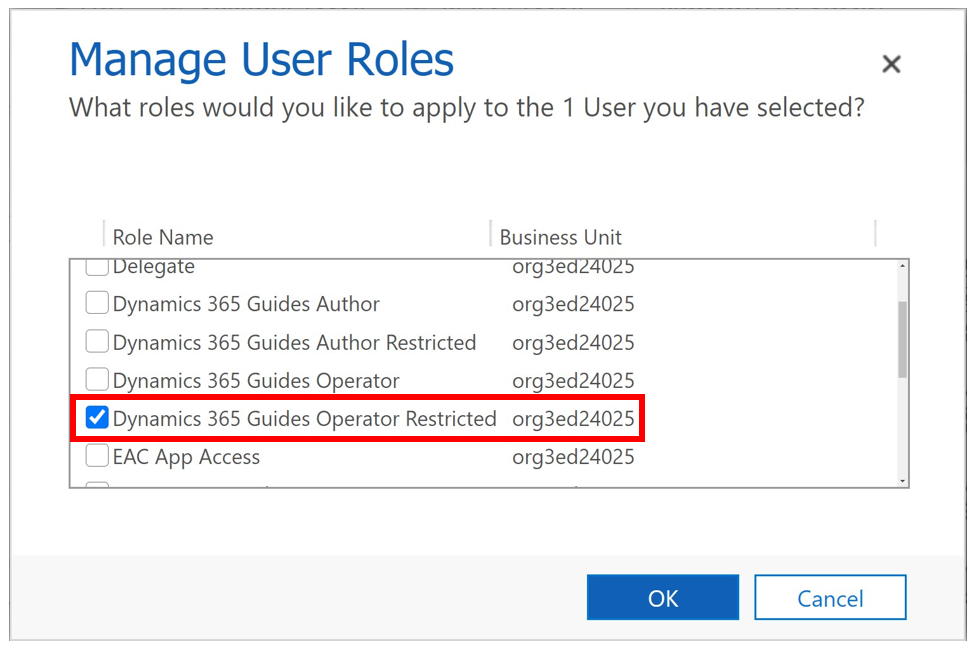 Manage User Roles
What roles would you like to apply to the 1 User you have selected?
Role Name Business Unit
Delegate org3ed24025
Dynamics 365 Guides Author org3ed24025
Dynamics 365 Guides Author Restricted org3ed24025
Dynamics 365 Guides Operator org3ed24025
Dynamics 365 Guides Operator Restricted org3ed24025
EAC App Access org3ed24025
OK Cancel